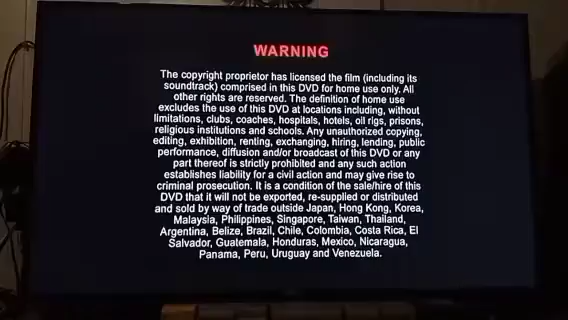 WARNING
The copyright proprietor has licensed the film (including its
soundtrack) comprised in this DVD for home use only. All
other rights are reserved. The definition of home use
excludes the use of this DVD at locations including, without
limitations, clubs, coaches, hospitals, hotels, oil rigs, prisons,
religious institutions and schools. Any unauthorized copying,
editing, exhibition, renting, exchanging, hiring, lending, public
performance, diffusion and/or broadcast of this DVD or any
part thereof is strictly prohibited and any such action
establishes liability for a civil action and may give rise to
criminal prosecution. It is a condition of the sale/hire of this
DVD that it will not be exported, re-supplied or distributed
and sold by way of trade outside Japan, Hong Kong, Korea,
Malaysia, Philippines, Singapore, Taiwan, Thailand,
Argentina, Belize, Brazil, Chile, Colombia, Costa Rica, El
Salvador, Guatemala, Honduras, Mexico, Nicaragua,
Panama, Peru, Uruguay and Venezuela.